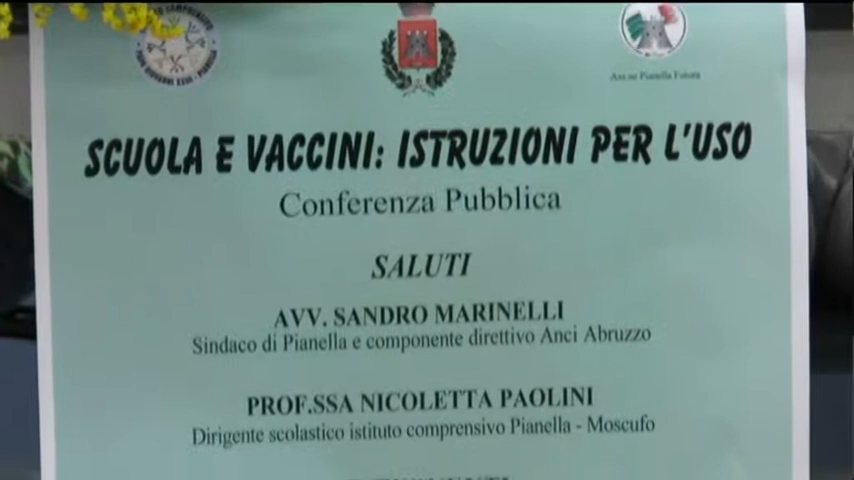 Ass.ne Pianella Futura
SCUOLA E VACCINI: ISTRUZIONI PER L'USO
Conferenza Pubblica
SALUTI
AVV. SANDRO MARINELLI
Sindaco di Pianella e componente direttivo Anci Abruzzo
PROF.SSA NICOLETTA PAOLINI
Dirigente scolastico istituto comprensivo Pianella - Moscufo